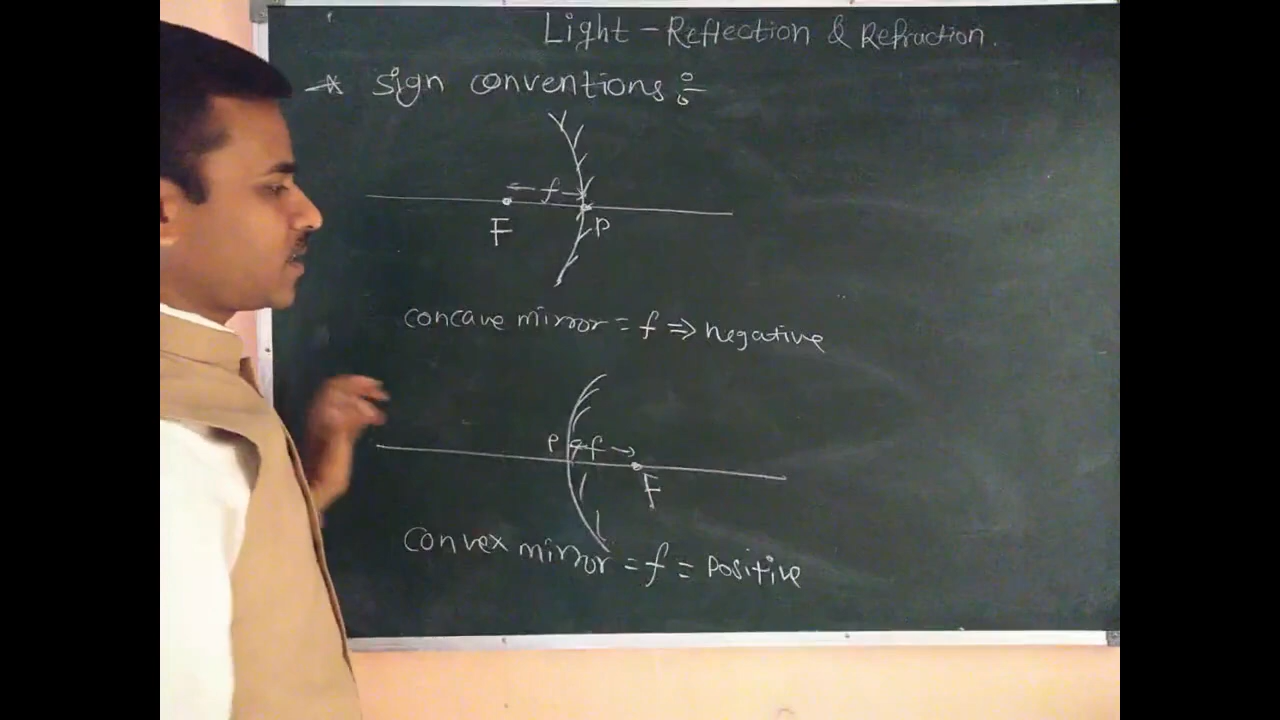 Light - Reflection & Refraction.
* Sign conventions :-
f
F P
concave mirror = f => negative
P f
F
convex mirror = f = positive